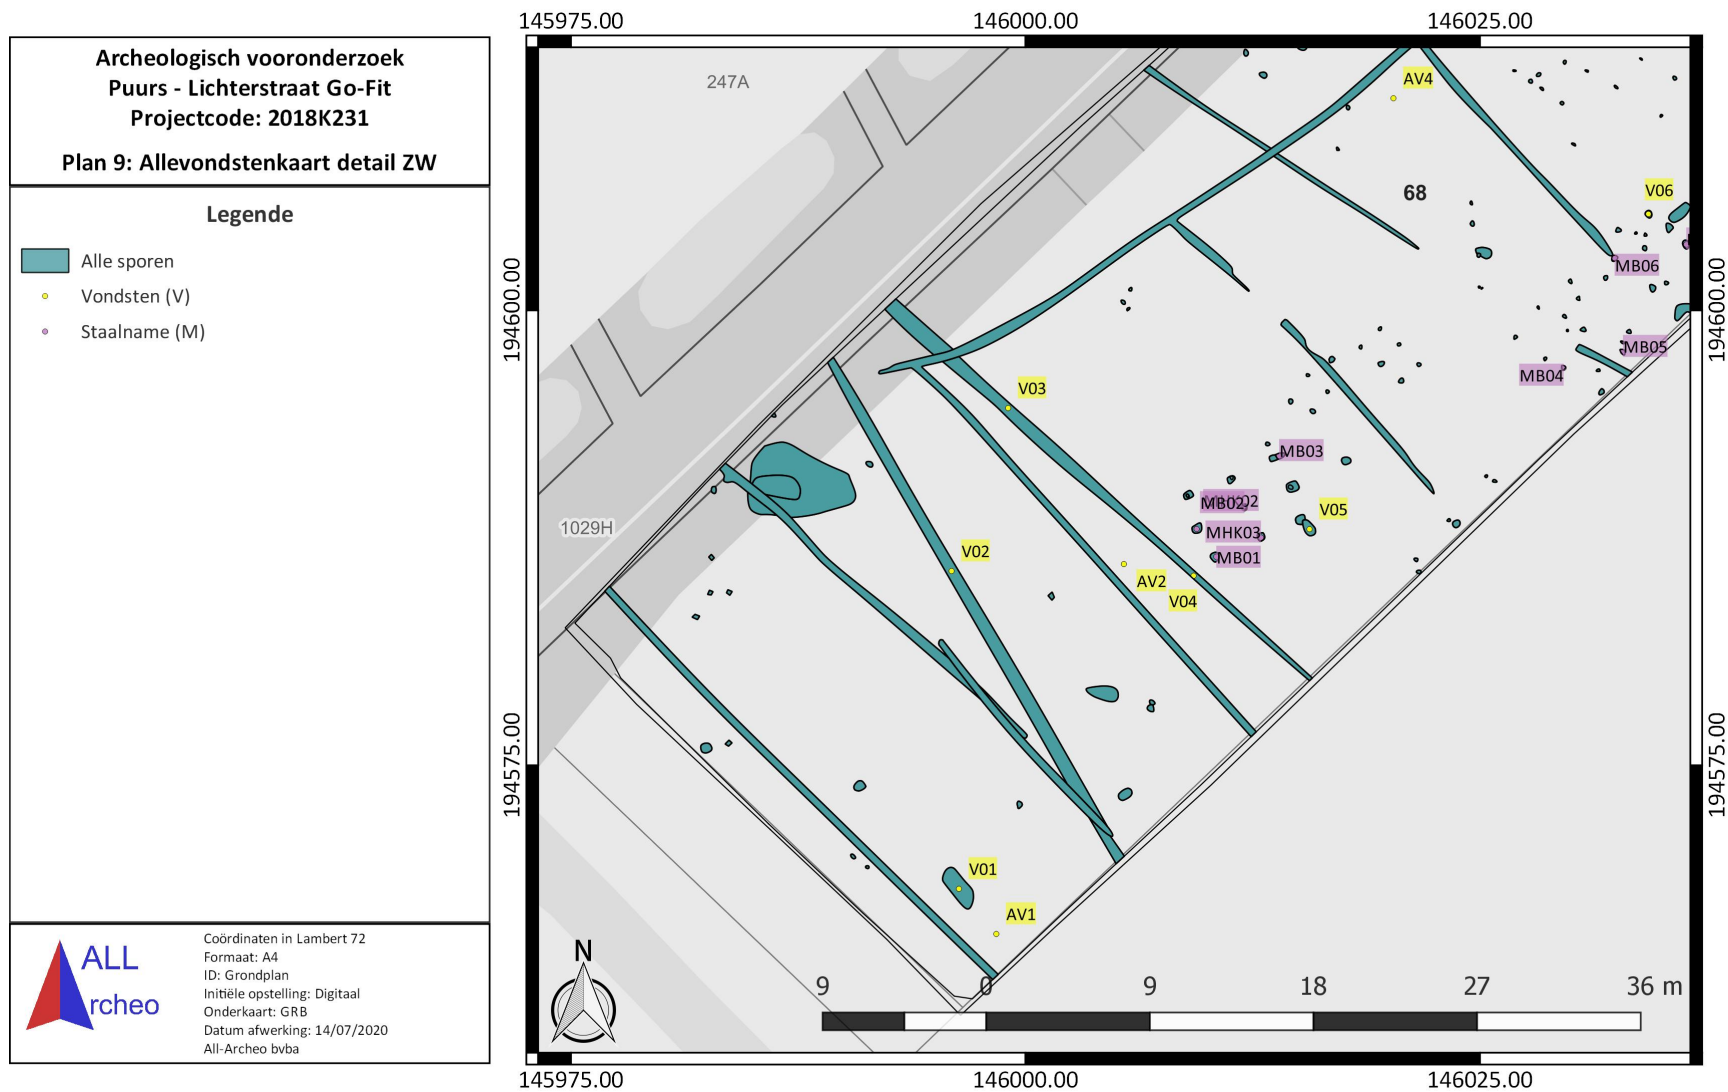 Archeologisch vooronderzoek
Puurs - Lichterstraat Go-Fit
Projectcode: 2018K231
Plan 9: Allevondstenkaart detail ZW
Legende
Alle sporen
Vondsten (V)
Staalname (M)
ALL
rcheo
Coördinaten in Lambert 72
Formaat: A4
ID: Grondplan
Initiële opstelling: Digitaal
Onderkaart: GRB
Datum afwerking: 14/07/2020
All-Archeo bvba
145975.00 146000.00 146025.00
194600.00
194575.00
194600.00
194575.00
247A
AV4
68
V06
MB06
MB05
MB04
V03
MB03
MB02
V05
1029H
MHK03
V02
MB01
AV2
V04
V01
AV1
N
9 0 9 18 27 36 m
145975.00 146000.00 146025.00